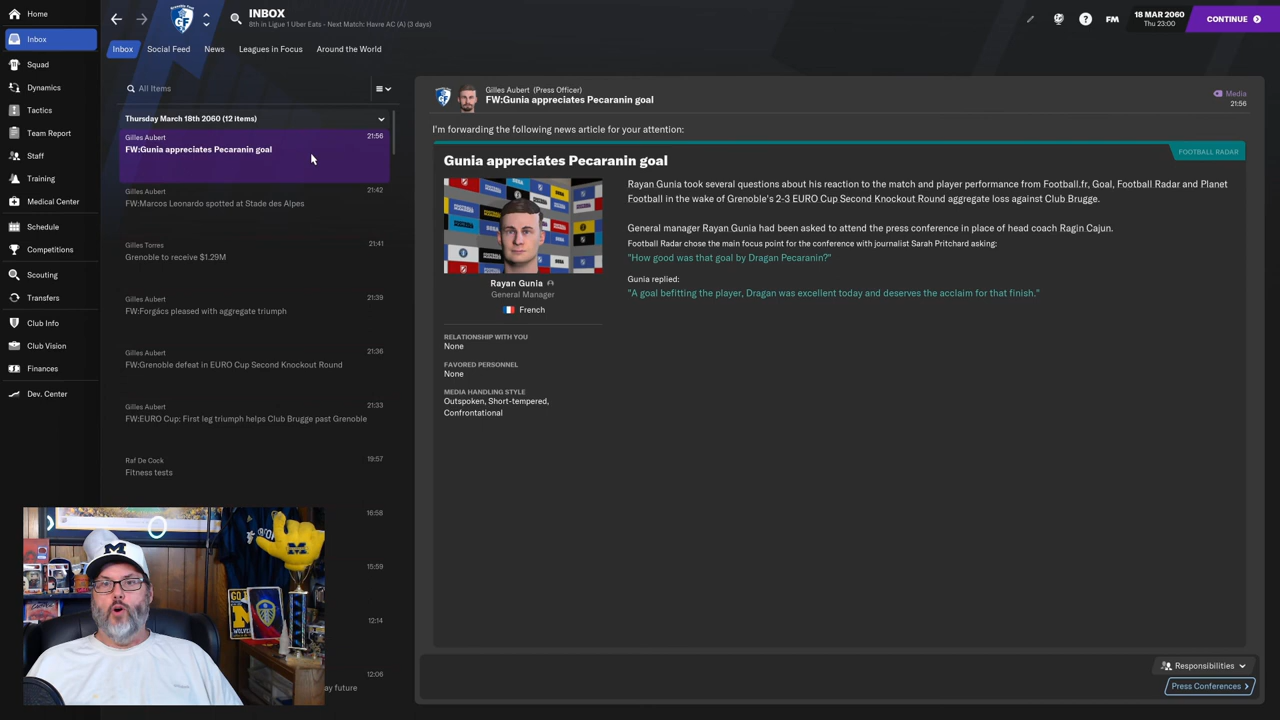 Home
Inbox
Squad
Dynamics
Tactics
Team Report
Staff
Training
Medical Center
Schedule
Competitions
Scouting
Transfers
Club Info
Club Vision
Finances
Dev. Center
INBOX
8th in Ligue 1 Uber Eats - Next Match: Havre AC (A) (3 days)
FM
18 MAR 2060
Thu 23:00
CONTINUE
Inbox
Social Feed
News
Leagues in Focus
Around the World
All Items
Thursday March 18th 2060 (12 items)
Gilles Aubert
21:56
FW:Gunia appreciates Pecaranin goal
Gilles Aubert
21:42
FW:Marcos Leonardo spotted at Stade des Alpes
Gilles Torres
21:41
Grenoble to receive $1.29M
Gilles Aubert
21:39
FW:Forgács pleased with aggregate triumph
Gilles Aubert
21:36
FW:Grenoble defeat in EURO Cup Second Knockout Round
Gilles Aubert
21:33
FW:EURO Cup: First leg triumph helps Club Brugge past Grenoble
Raf De Cock
19:57
Fitness tests
16:58
15:59
12:14
12:06
ay future
Gilles Aubert (Press Officer)
FW:Gunia appreciates Pecaranin goal
Media
21:56
I'm forwarding the following news article for your attention:
Gunia appreciates Pecaranin goal
FOOTBALL RADAR
Rayan Gunia
General Manager
French
RELATIONSHIP WITH YOU
None
FAVORED PERSONNEL
None
MEDIA HANDLING STYLE
Outspoken, Short-tempered,
Confrontational
Rayan Gunia took several questions about his reaction to the match and player performance from Football.fr, Goal, Football Radar and Planet
Football in the wake of Grenoble's 2-3 EURO Cup Second Knockout Round aggregate loss against Club Brugge.
General manager Rayan Gunia had been asked to attend the press conference in place of head coach Ragin Cajun.
Football Radar chose the main focus point for the conference with journalist Sarah Pritchard asking:
"How good was that goal by Dragan Pecaranin?"
Gunia replied:
"A goal befitting the player, Dragan was excellent today and deserves the acclaim for that finish."
Responsibilities
Press Conferences